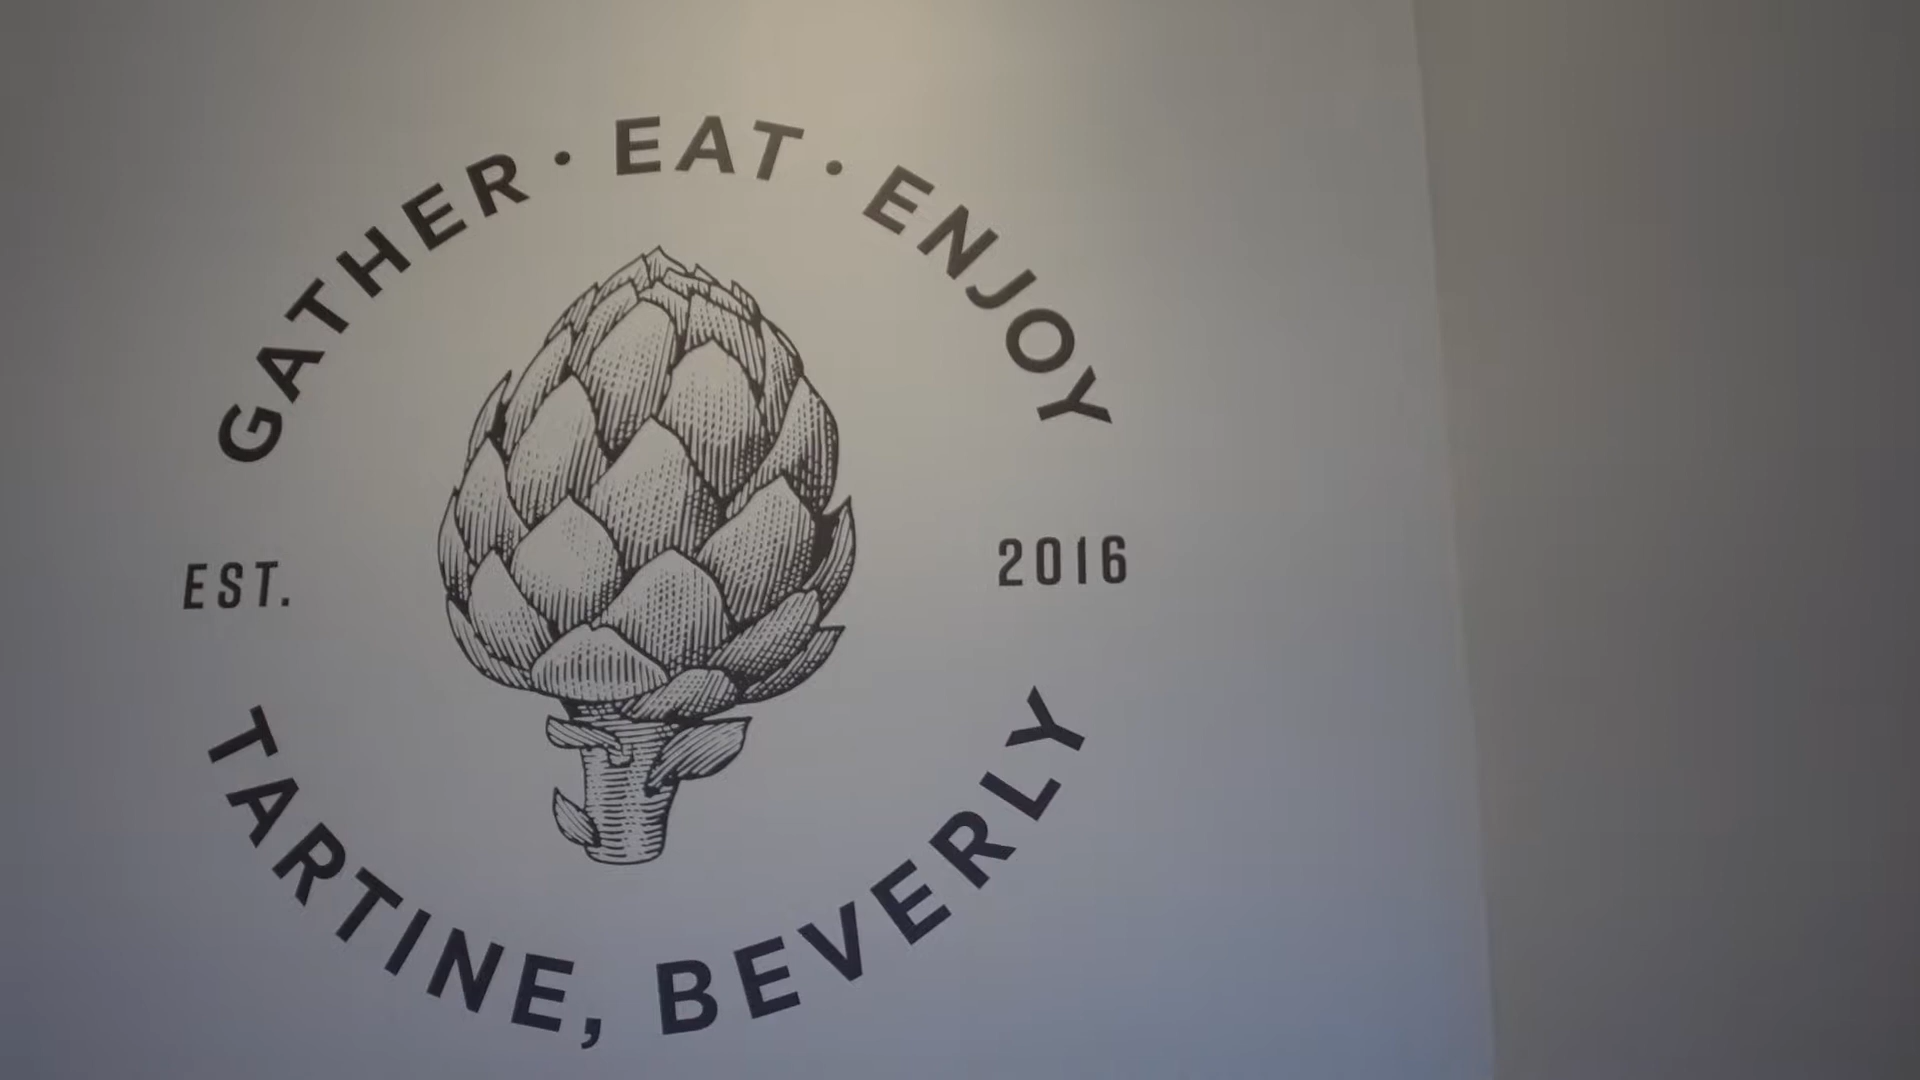 GATHER · EAT · ENJOY
EST. 2016
TARTINE, BEVERLY